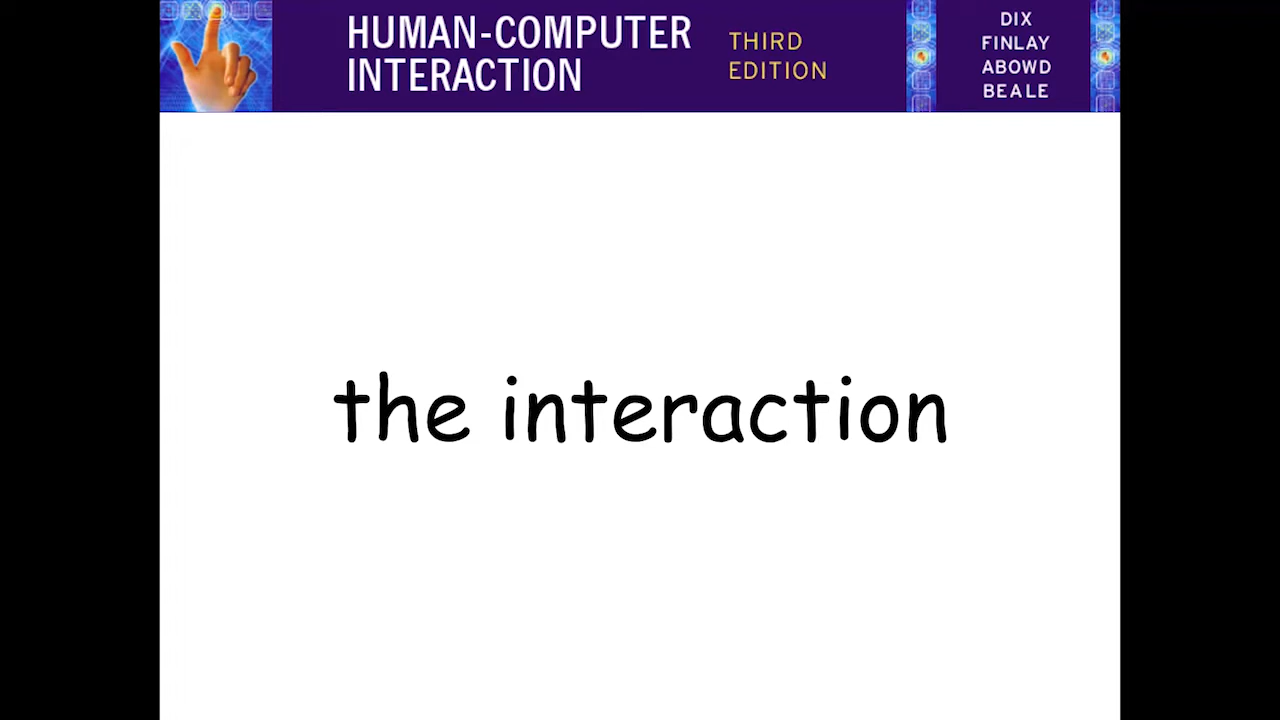 HUMAN-COMPUTER
INTERACTION
THIRD
EDITION
DIX
FINLAY
ABOWD
BEALE
the interaction